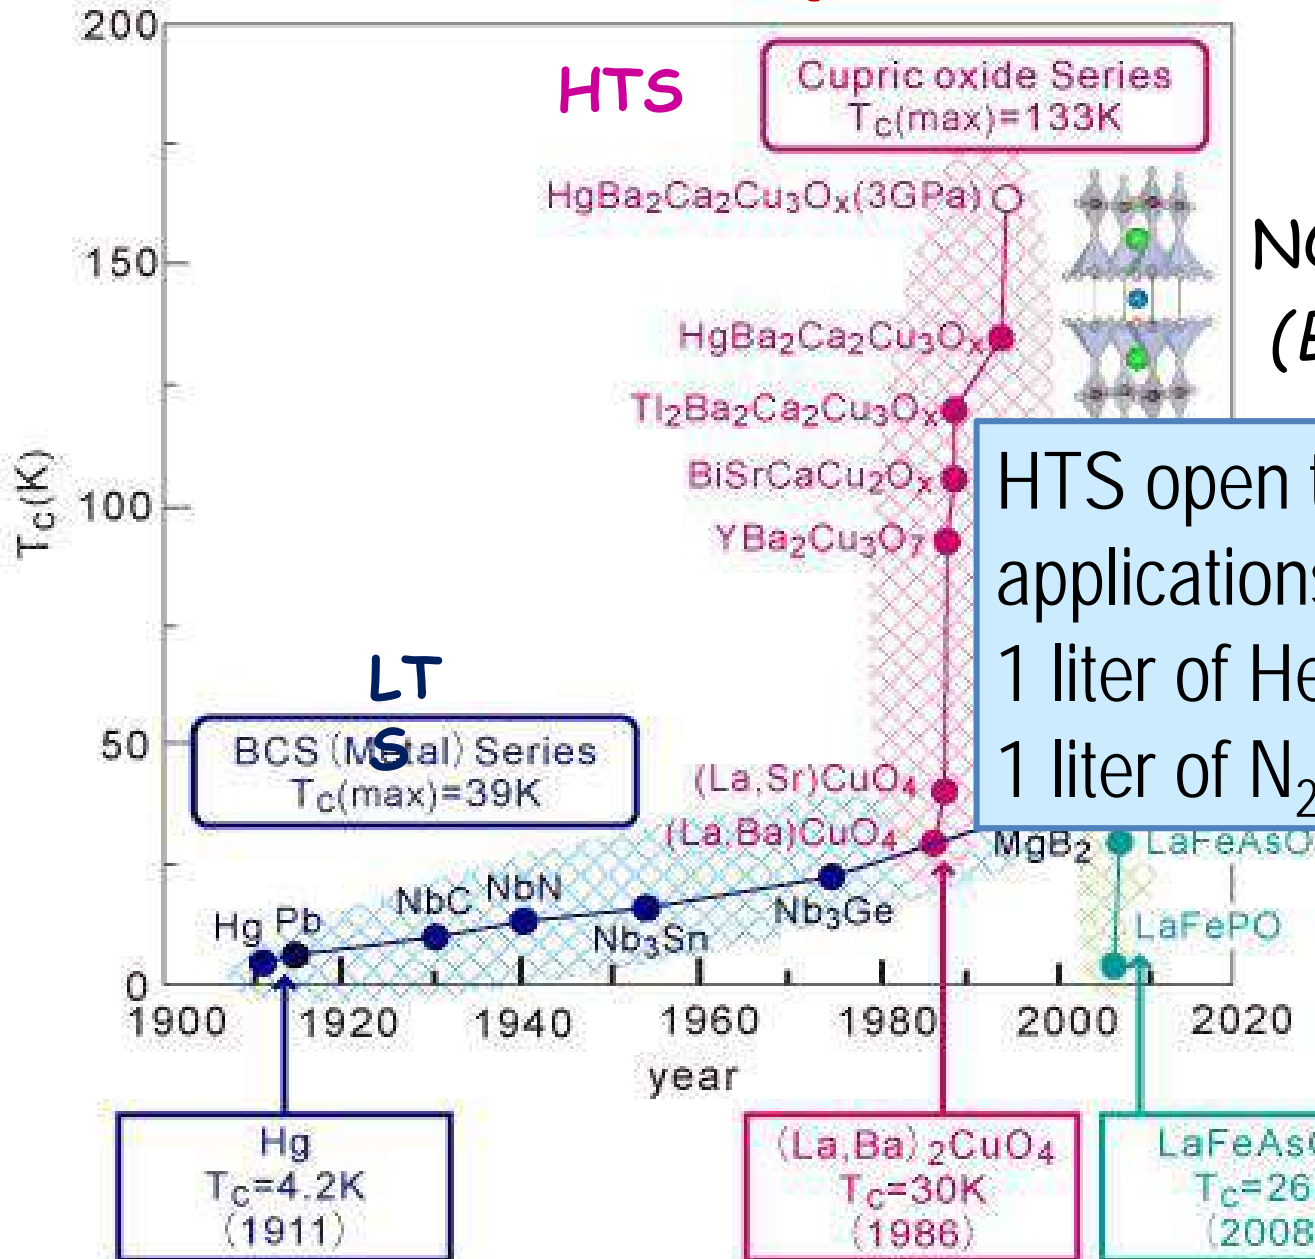 200
HTS
Cupric oxide Series
Tc(max)=133K
HgBa2Ca2Cu3Ox(3GPa)
150
HgBa2Ca2Cu3Ox
Tl2Ba2Ca2Cu3Ox
BiSrCaCu2Ox
100
YBa2Cu3O7
Tc(K)
HTS open
applications
1 liter of He
1 liter of N2
LT
S
50
BCS (Metal) Series
Tc(max)=39K
(La,Sr)CuO4
(La,Ba)CuO4
MgB2
LaFeAsO
Hg
Pb
NbC
NbN
Nb3Sn
Nb3Ge
LaFePO
0
1900 1920 1940 1960 1980 2000 2020
year
Hg
Tc=4.2K
(1911)
(La,Ba)2CuO4
Tc=30K
(1986)
LaFeAsO
Tc=26
(2008